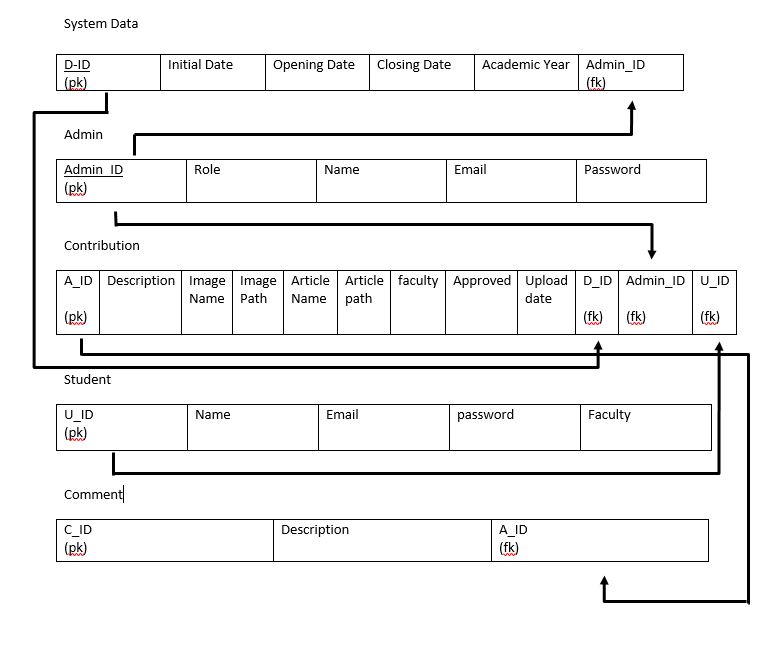 System Data
D-ID Initial Date Opening Date Closing Date Academic Year Admin_ID
(pk) (fk)
Admin
Admin_ID Role Name Email Password
(pk)
Contribution
A_ID Description Image Image Article Article faculty Approved Upload D_ID Admin_ID U_ID
Name Path Name path date
(pk) (fk) (fk) (fk)
Student
U_ID Name Email password Faculty
(pk)
Comment
C_ID Description A_ID
(pk) (fk)